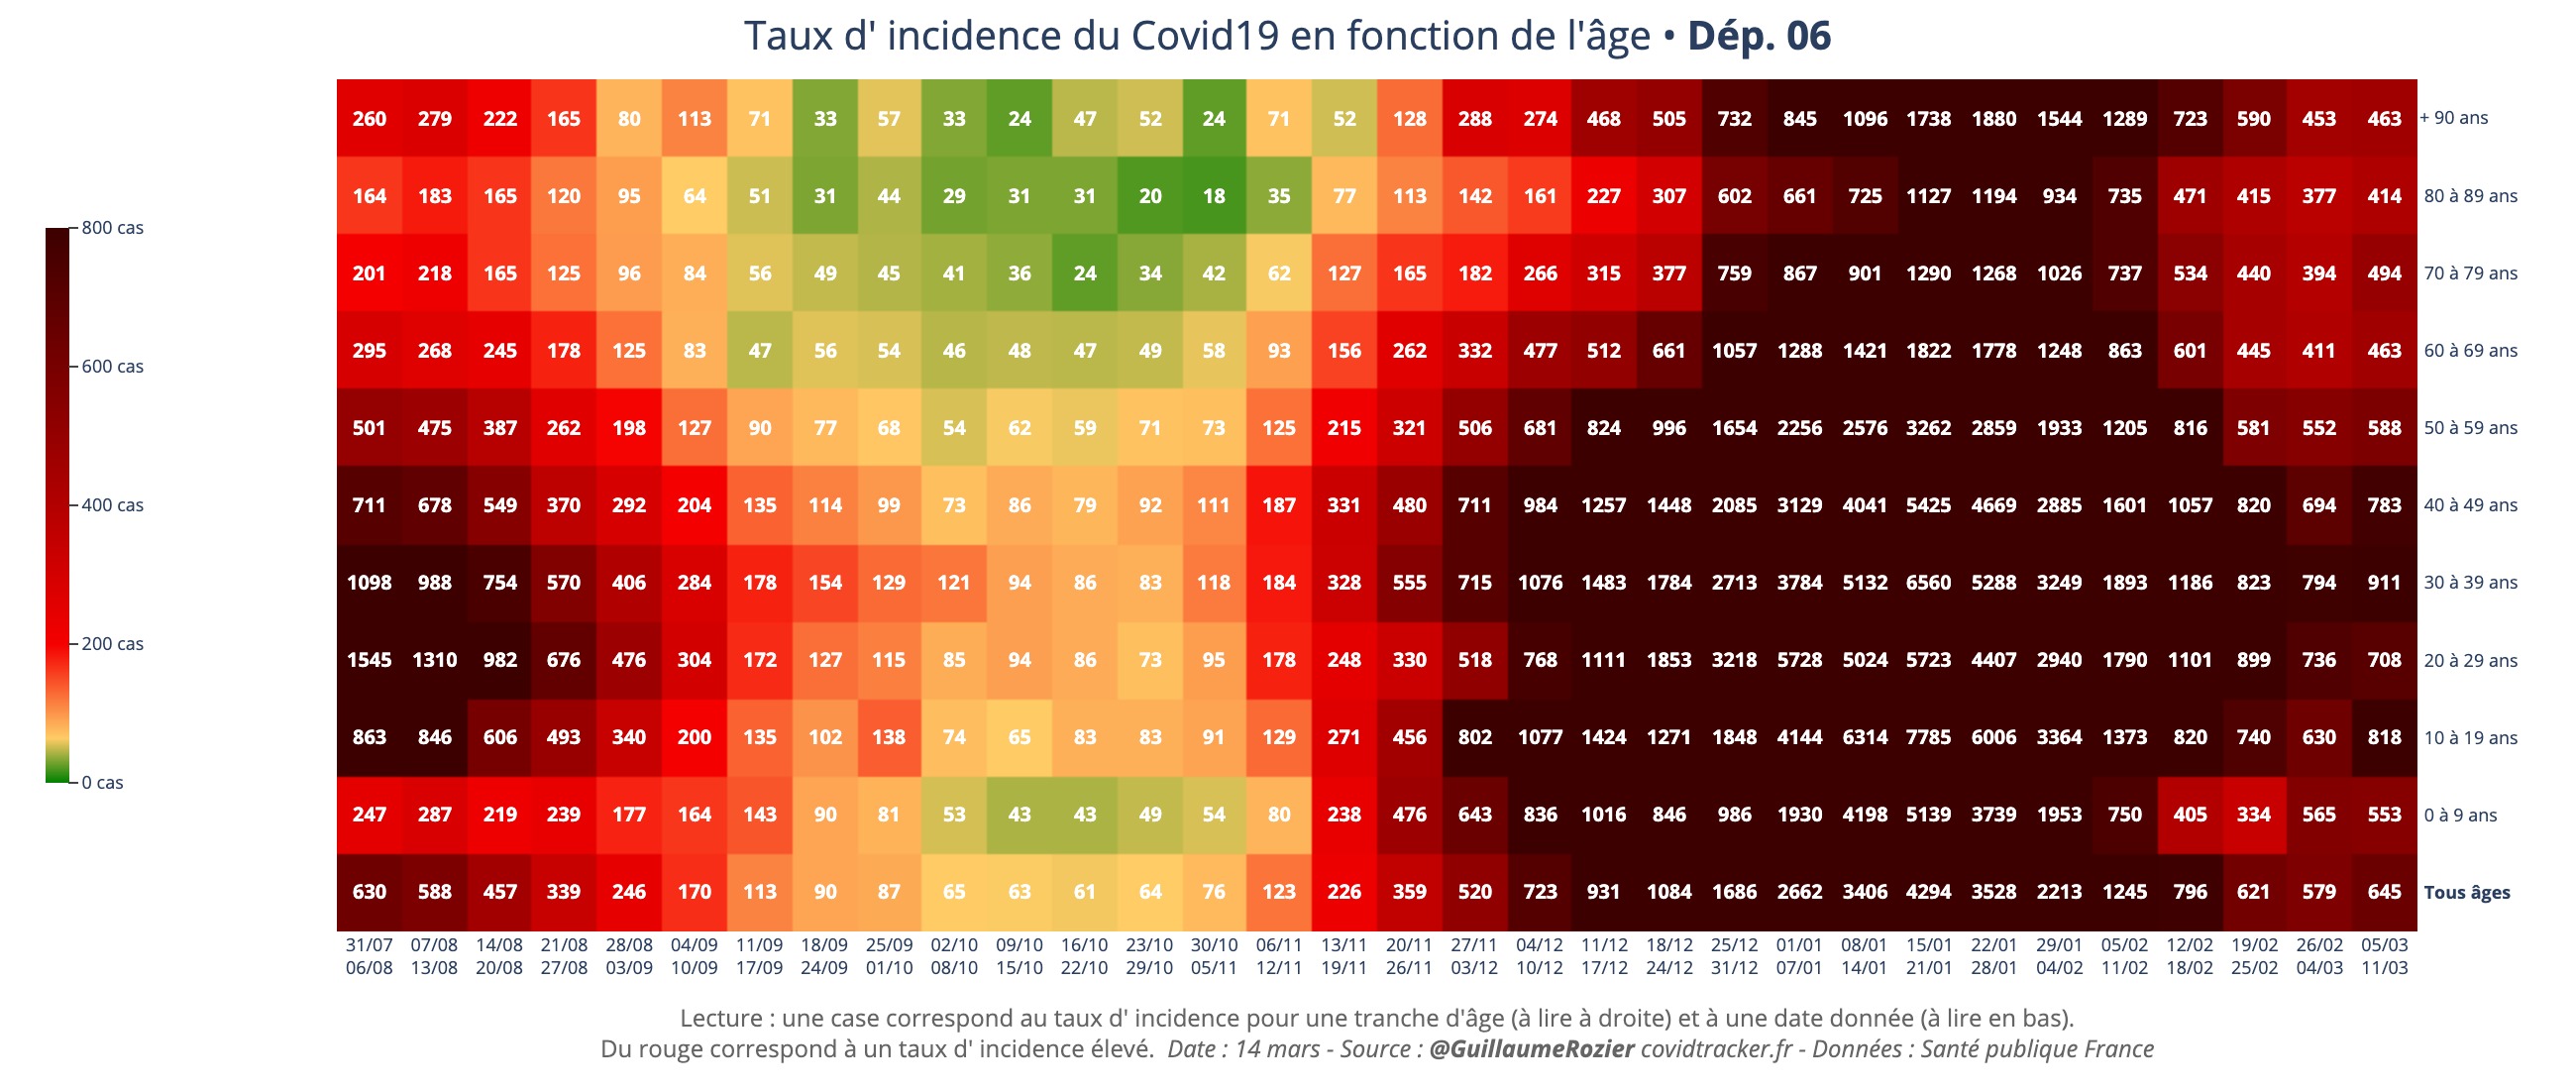 Taux d' incidence du Covid19 en fonction de l'âge • Dép. 06
260 279 222 165 80 113 71 33 57 33 24 47 52 24 71 52 128 288 274 468 505 732 845 1096 1738 1880 1544 1289 723 590 453 463 + 90 ans
164 183 165 120 95 64 51 31 44 29 31 31 20 18 35 77 113 142 161 227 307 602 661 725 1127 1194 934 735 471 415 377 414 80 à 89 ans
800 cas
201 218 165 125 96 84 56 49 45 41 36 24 34 42 62 127 165 182 266 315 377 759 867 901 1290 1268 1026 737 534 440 394 494 70 à 79 ans
295 268 245 178 125 83 47 56 54 46 48 47 49 58 93 156 262 332 477 512 661 1057 1288 1421 1822 1778 1248 863 601 445 411 463 60 à 69 ans
600 cas
501 475 387 262 198 127 90 77 68 54 62 59 71 73 125 215 321 506 681 824 996 1654 2256 2576 3262 2859 1933 1205 816 581 552 588 50 à 59 ans
400 cas
711 678 549 370 292 204 135 114 99 73 86 79 92 111 187 331 480 711 984 1257 1448 2085 3129 4041 5425 4669 2885 1601 1057 820 694 783 40 à 49 ans
1098 988 754 570 406 284 178 154 129 121 94 86 83 118 184 328 555 715 1076 1483 1784 2713 3784 5132 6560 5288 3249 1893 1186 823 794 911 30 à 39 ans
200 cas
1545 1310 982 676 476 304 172 127 115 85 94 86 73 95 178 248 330 518 768 1111 1853 3218 5728 5024 5723 4407 2940 1790 1101 899 736 708 20 à 29 ans
863 846 606 493 340 200 135 102 138 74 65 83 83 91 129 271 456 802 1077 1424 1271 1848 4144 6314 7785 6006 3364 1373 820 740 630 818 10 à 19 ans
0 cas
247 287 219 239 177 164 143 90 81 53 43 43 49 54 80 238 476 643 836 1016 846 986 1930 4198 5139 3739 1953 750 405 334 565 553 0 à 9 ans
630 588 457 339 246 170 113 90 87 65 63 61 64 76 123 226 359 520 723 931 1084 1686 2662 3406 4294 3528 2213 1245 796 621 579 645 Tous âges
31/07 07/08 14/08 21/08 28/08 04/09 11/09 18/09 25/09 02/10 09/10 16/10 23/10 30/10 06/11 13/11 20/11 27/11 04/12 11/12 18/12 25/12 01/01 08/01 15/01 22/01 29/01 05/02 12/02 19/02 26/02 05/03
06/08 13/08 20/08 27/08 03/09 10/09 17/09 24/09 01/10 08/10 15/10 22/10 29/10 05/11 12/11 19/11 26/11 03/12 10/12 17/12 24/12 31/12 07/01 14/01 21/01 28/01 04/02 11/02 18/02 25/02 04/03 11/03
Lecture : une case correspond au taux d' incidence pour une tranche d'âge (à lire à droite) et à une date donnée (à lire en bas).
Du rouge correspond à un taux d' incidence élevé. Date : 14 mars - Source : @GuillaumeRozier covidtracker.fr - Données : Santé publique France